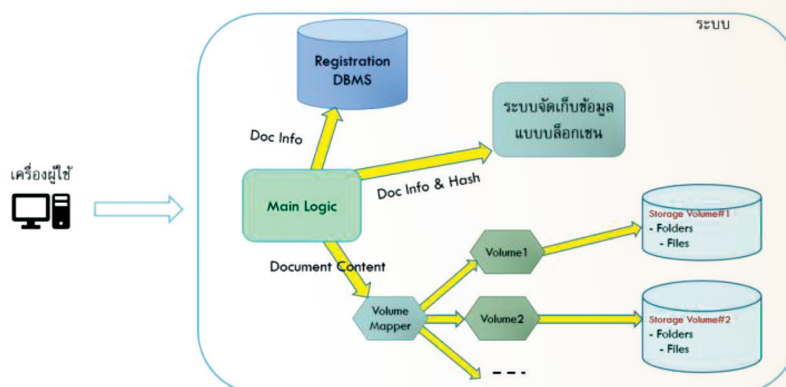 ระบบ
Registration
DBMS
ระบบจัดเก็บข้อมูล
แบบบล็อกเชน
Doc Info
เครื่องผู้ใช้
Doc Info & Hash
Main Logic
Storage Volume#1
- Folders
- Files
Volume1
Document Content
Volume
Mapper
Volume2
Storage Volume#2
- Folders
- Files
---